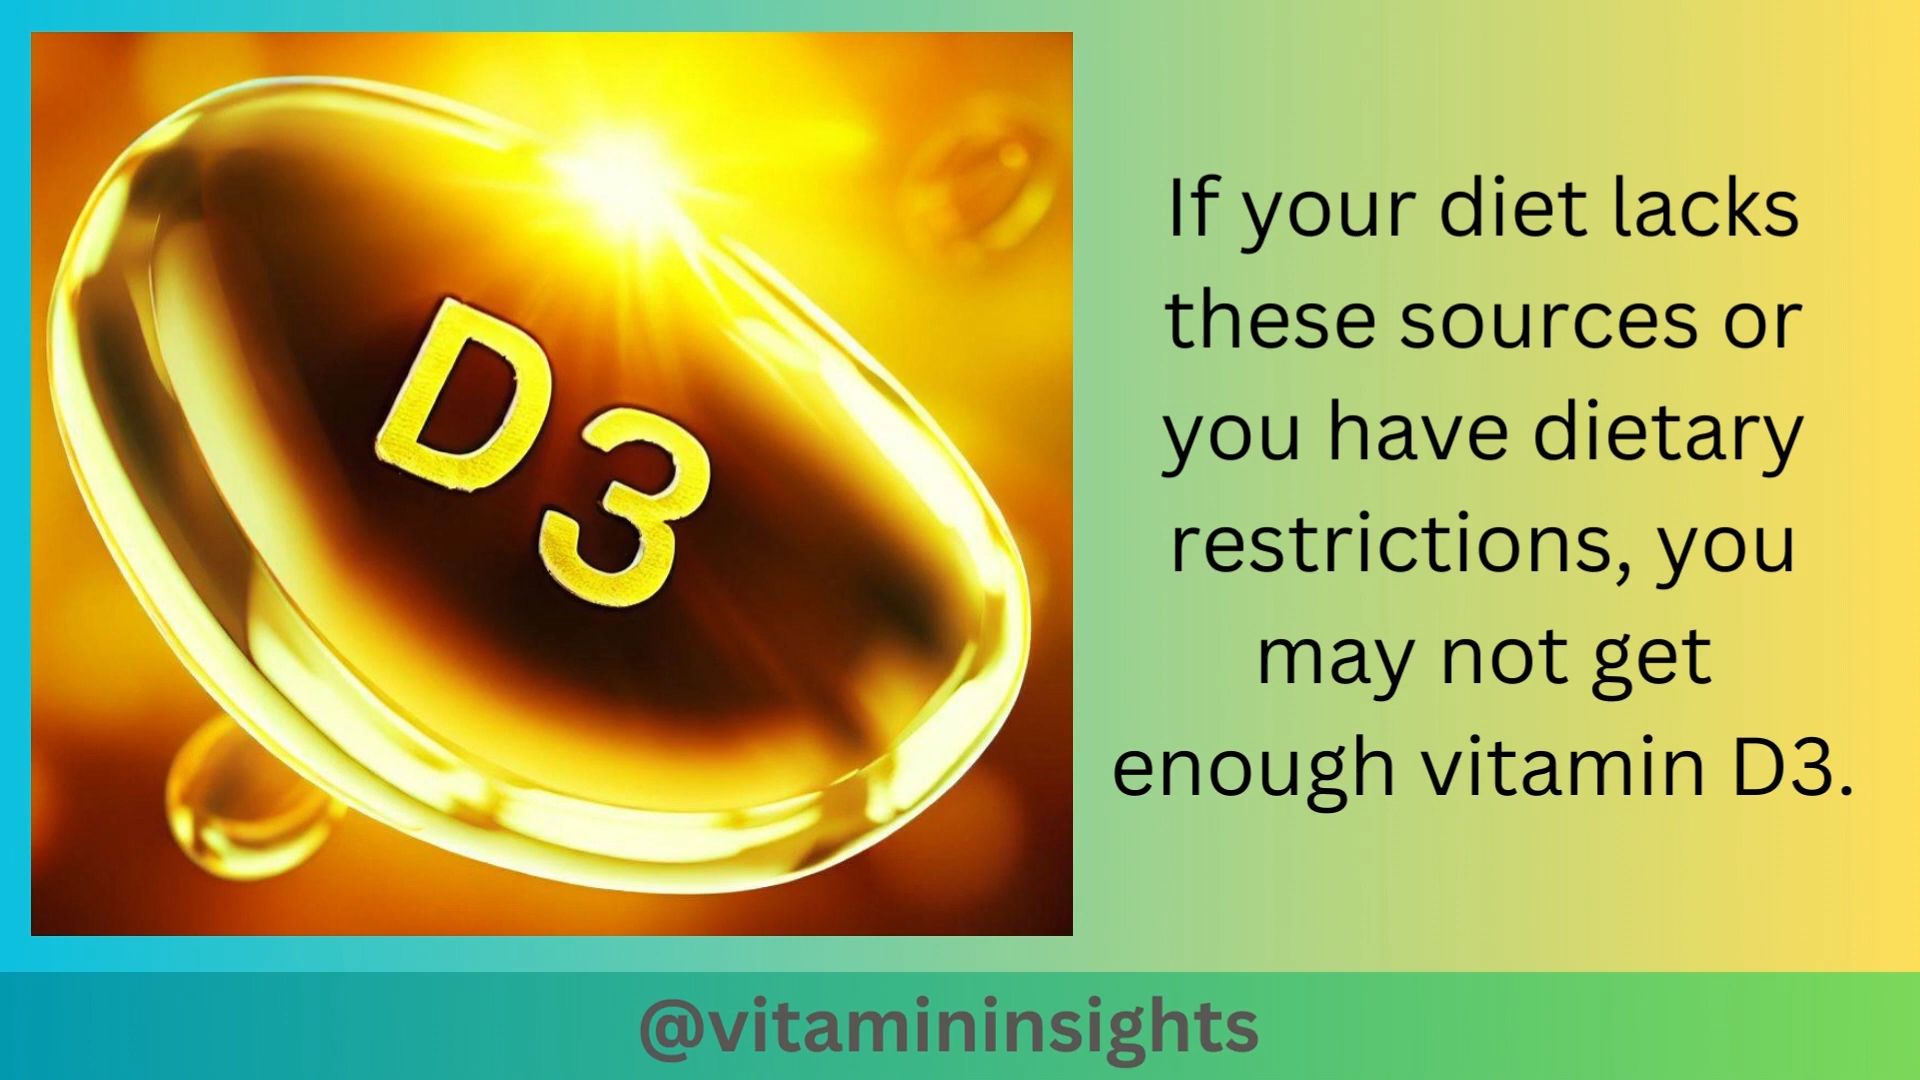 D3
If your diet lacks
these sources or
you have dietary
restrictions, you
may not get
enough vitamin D3.
@vitamininsights